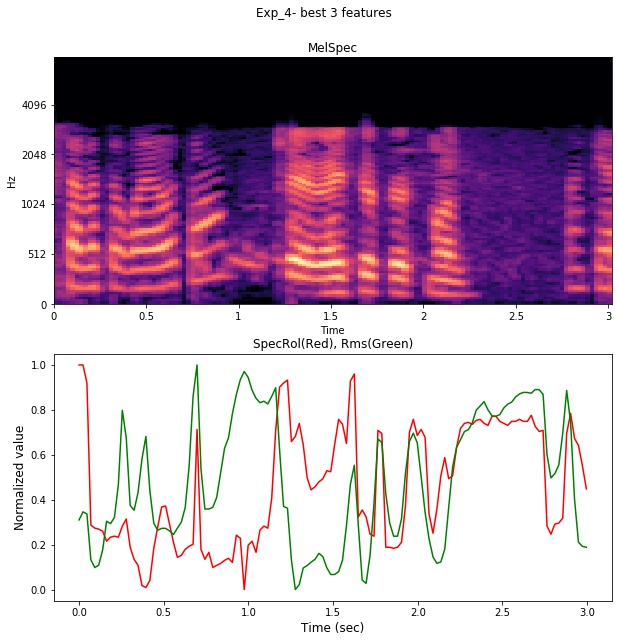 Exp_4- best 3 features
MelSpec
Hz
4096
2048
1024
512
0
0 0.5 1 1.5 2 2.5 3
Time
SpecRol(Red), Rms(Green)
Normalized value
1.0
0.8
0.6
0.4
0.2
0.0
0.0 0.5 1.0 1.5 2.0 2.5 3.0
Time (sec)